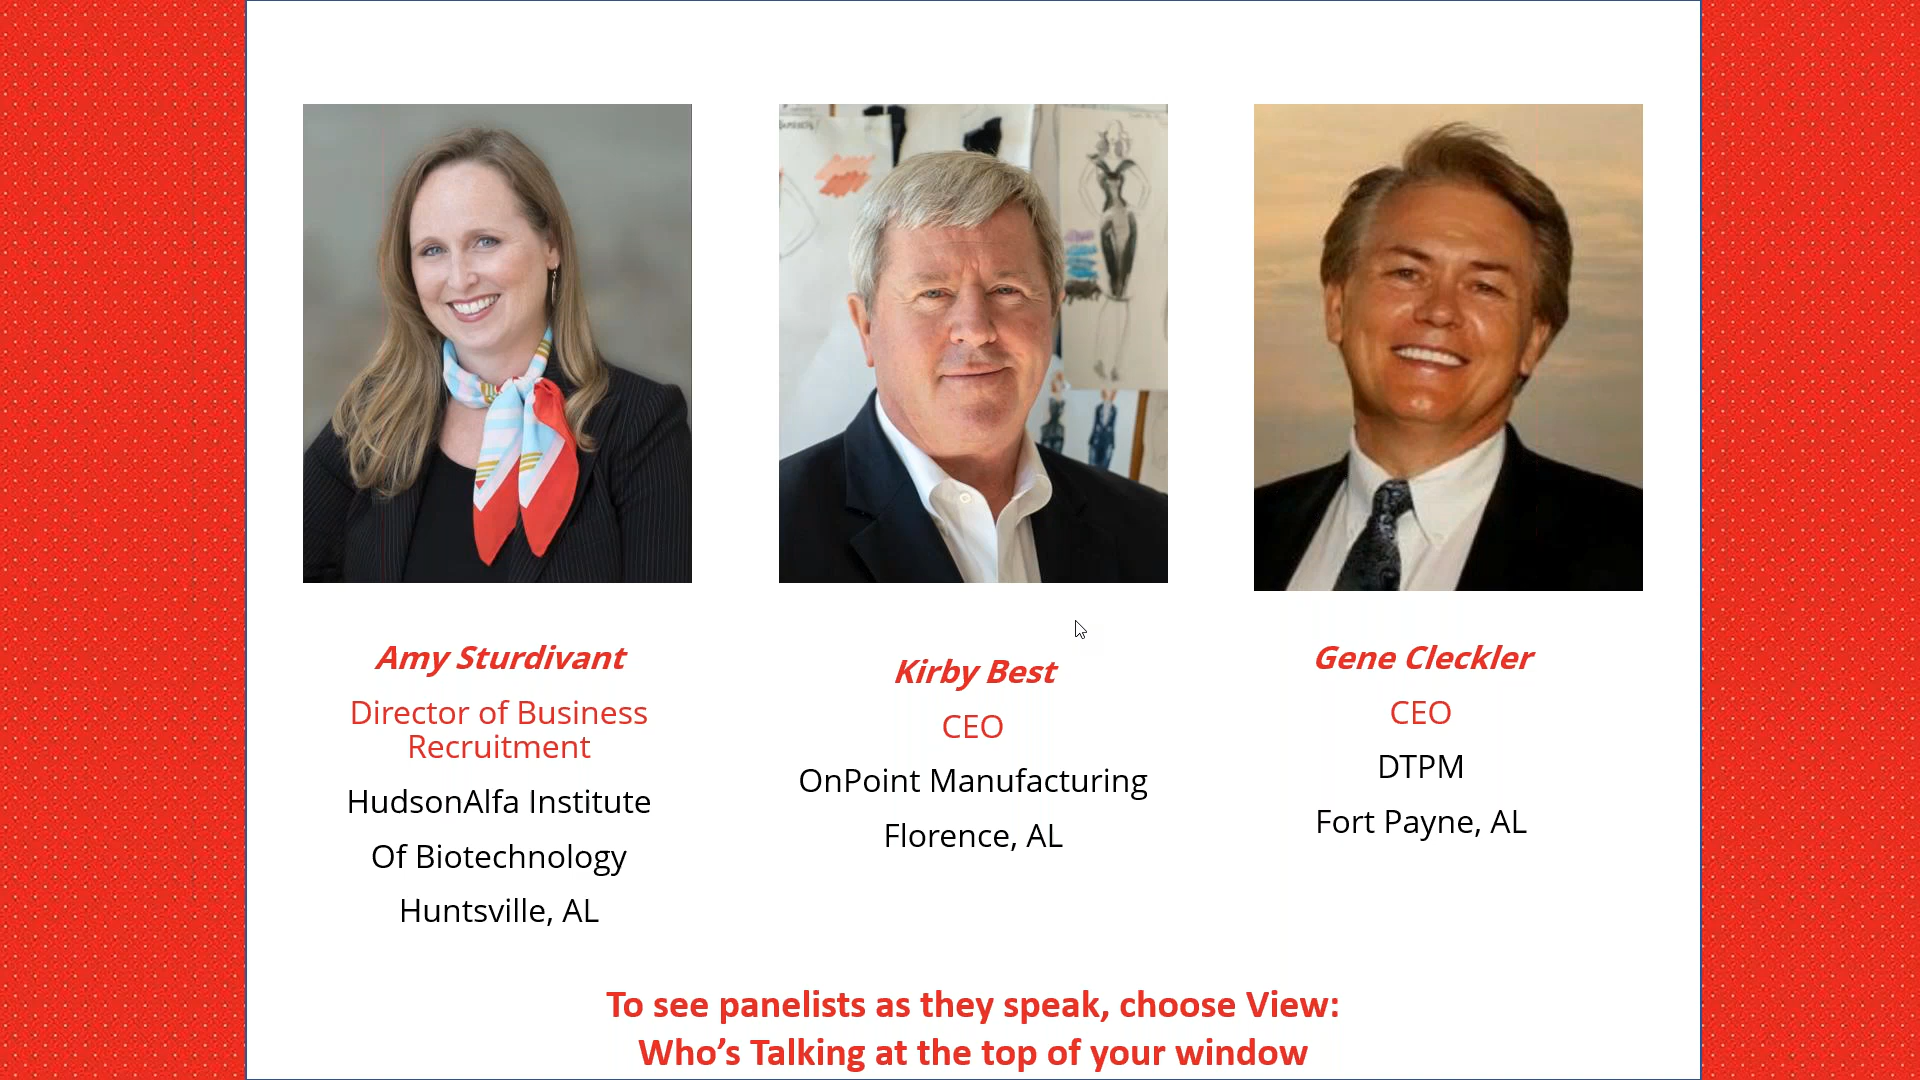 Amy Sturdivant
Director of Business
Recruitment
HudsonAlfa Institute
Of Biotechnology
Huntsville, AL
Kirby Best
CEO
OnPoint Manufacturing
Florence, AL
Gene Cleckler
CEO
DTPM
Fort Payne, AL
To see panelists as they speak, choose View:
Who’s Talking at the top of your window